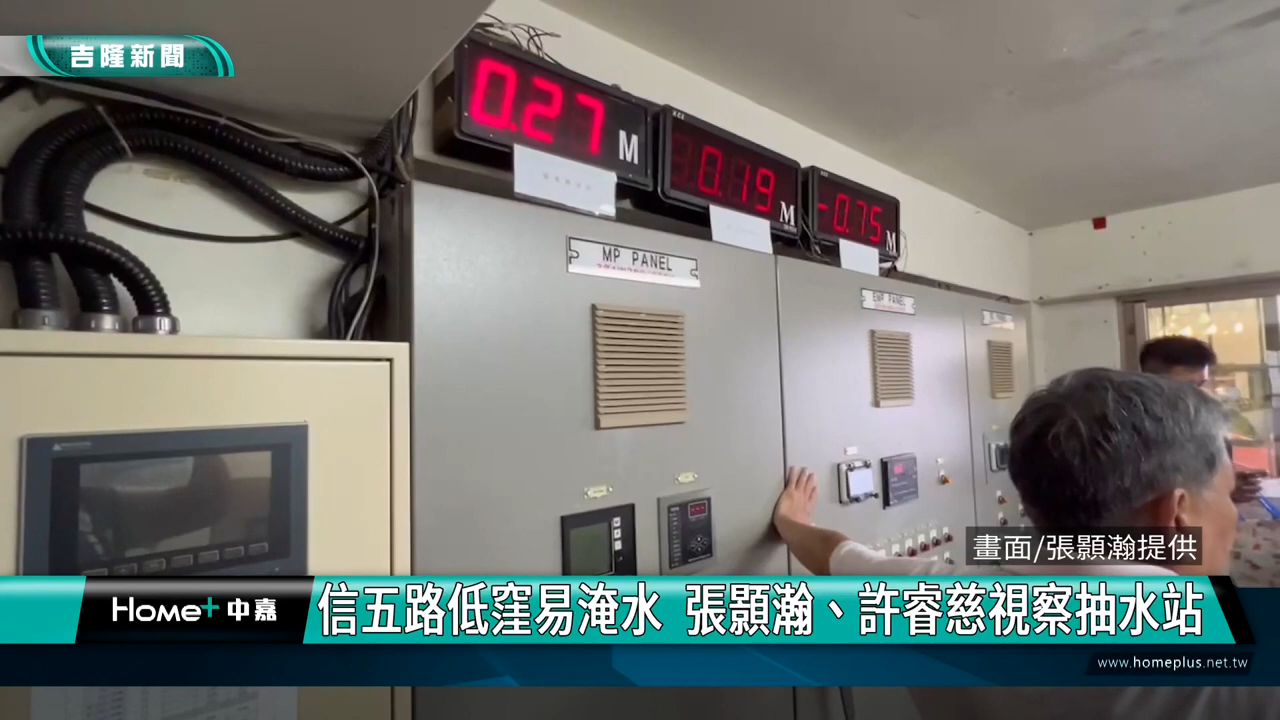 吉隆新聞
0.27 M
0.19 M
-0.75 M
MP PANEL
EMP PANEL
畫面/張顥瀚提供
Home+ 中嘉
信五路低窪易淹水 張顥瀚、許睿慈視察抽水站
www.homeplus.net.tw